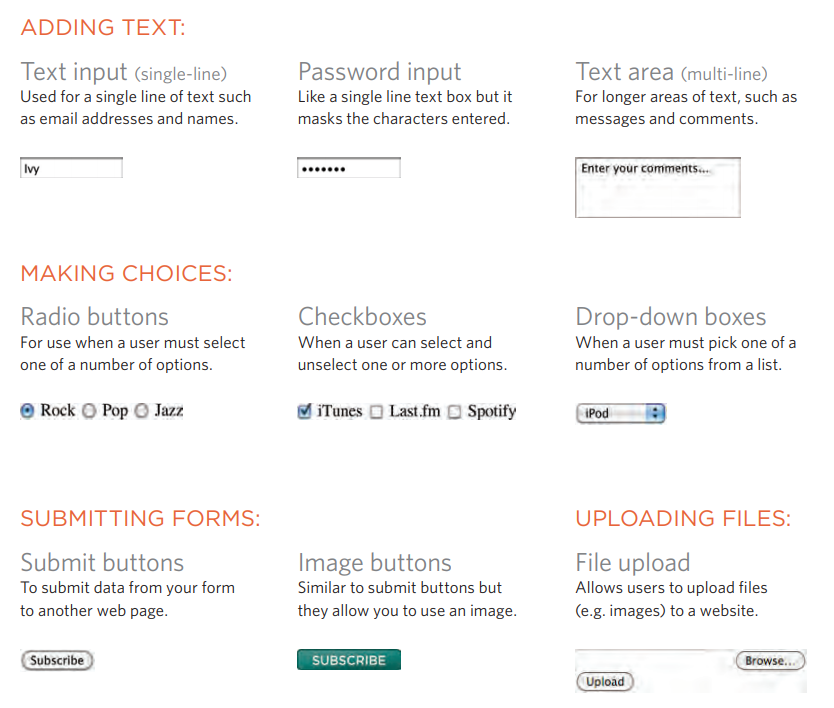 ADDING TEXT:
Text input (single-line)
Used for a single line of text such
as email addresses and names.
Ivy
Password input
Like a single line text box but it
masks the characters entered.
•••••••
Text area (multi-line)
For longer areas of text, such as
messages and comments.
Enter your comments...
MAKING CHOICES:
Radio buttons
For use when a user must select
one of a number of options.
Rock Pop Jazz
Checkboxes
When a user can select and
unselect one or more options.
iTunes Last.fm Spotify
Drop-down boxes
When a user must pick one of a
number of options from a list.
iPod
SUBMITTING FORMS:
Submit buttons
To submit data from your form
to another web page.
Subscribe
Image buttons
Similar to submit buttons but
they allow you to use an image.
SUBSCRIBE
UPLOADING FILES:
File upload
Allows users to upload files
(e.g. images) to a website.
Browse...
Upload